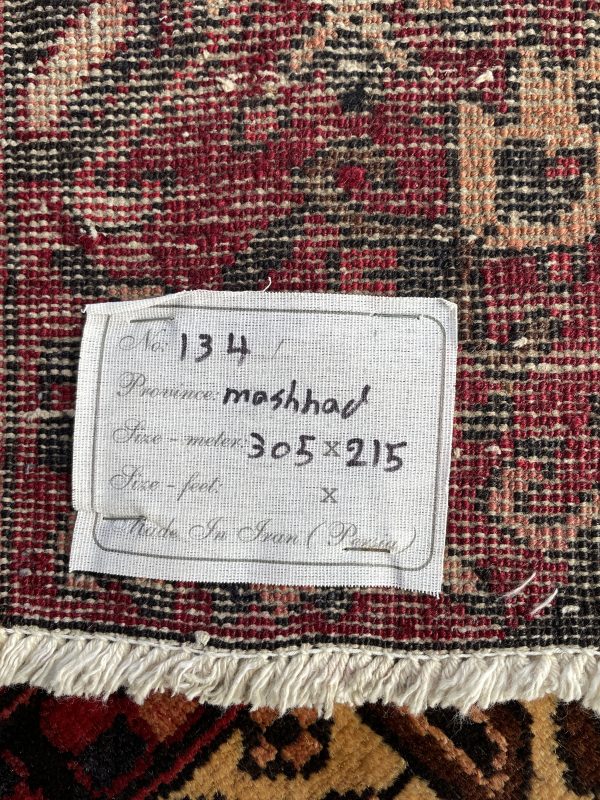 No: 134
Province: mashhad
Size - meter: 305 x 215
Size - feet: x
Made In Iran (Persia)